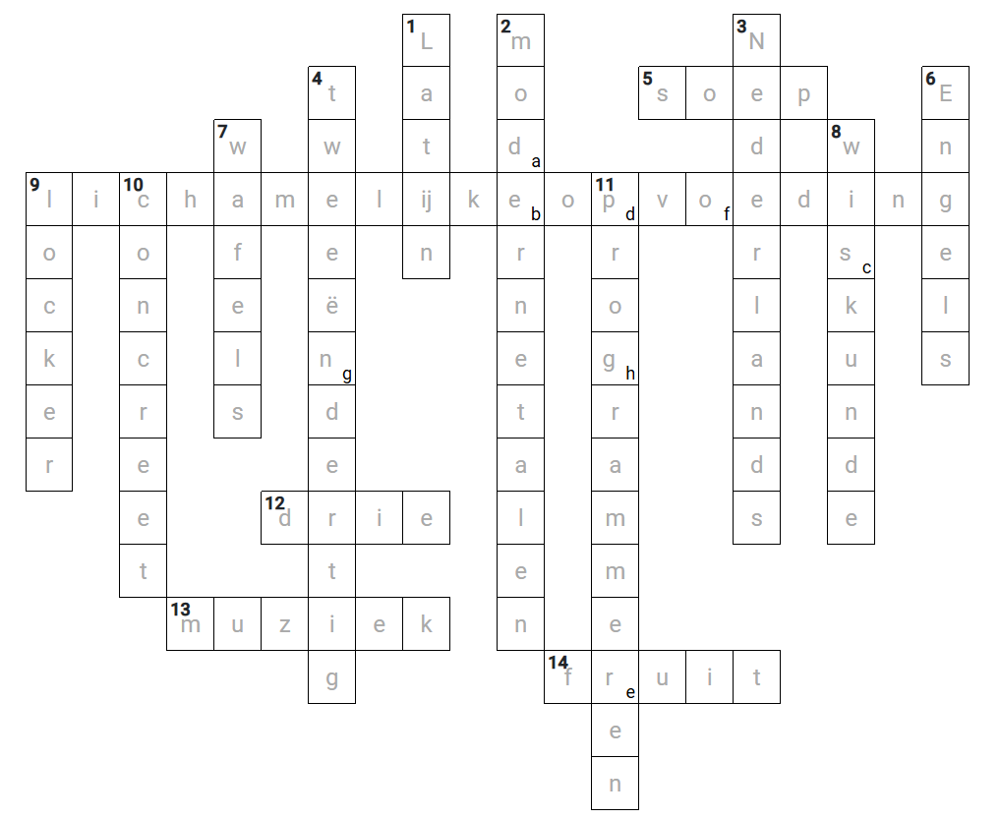 1 L 2 m 3 N
4 t a o 5 s o e p 6 E
7 w w t d a d 8 w n
9 l i 10 c h a m e l ij k e b o 11 p d v o f e d i n g
o o f e n r r r s c e
c n e ë n o l k l
k c l n g e g h a u s
e r s d t r n n
r e e a a d d
e 12 d r i e l m s e
t t e m
13 m u z i e k n e
g 14 f r e u i t
e
n